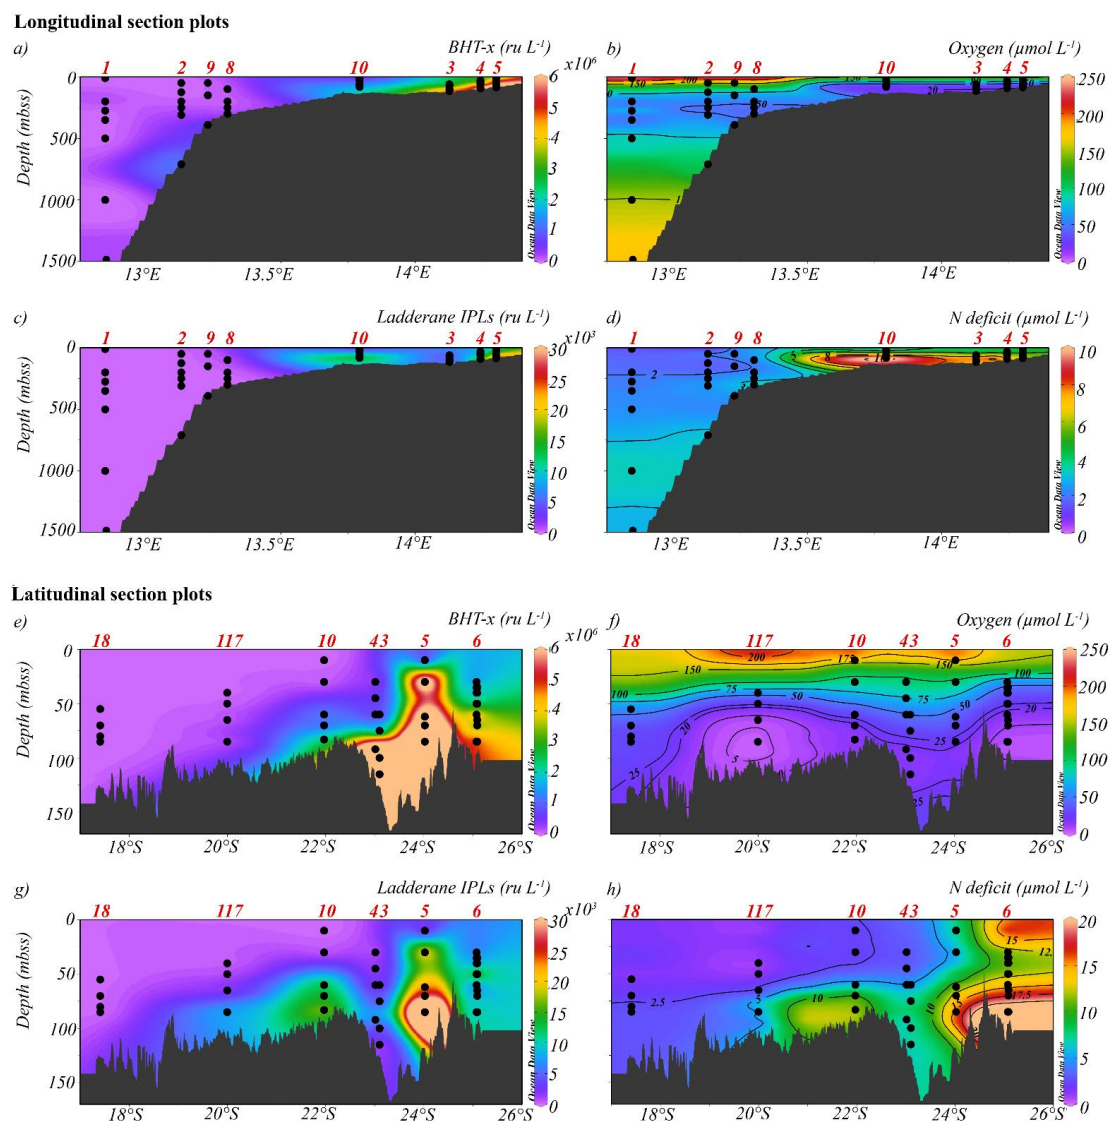 Longitudinal section plots
a) BHT-x (ru L-1) b) Oxygen (µmol L-1)
1 2 9 8 10 3 4 5 x10⁶ 1 2 9 8 10 3 4 5
Depth (mbss)
0 500 1000 1500
13°E 13.5°E 14°E
6 5 4 3 2 1 0
Ocean Data View
150 200 50 20
13°E 13.5°E 14°E
250 200 150 100 50 0
Ocean Data View
c) Ladderane IPLs (ru L-1) d) N deficit (µmol L-1)
1 2 9 8 10 3 4 5 x10³ 1 2 9 8 10 3 4 5
Depth (mbss)
0 500 1000 1500
13°E 13.5°E 14°E
30 25 20 15 10 5 0
Ocean Data View
2 5 8
13°E 13.5°E 14°E
10 8 6 4 2 0
Ocean Data View
Latitudinal section plots
e) BHT-x (ru L-1) f) Oxygen (µmol L-1)
18 117 10 43 5 6 x10⁶ 18 117 10 43 5 6
Depth (mbss)
0 50 100 150
18°S 20°S 22°S 24°S 26°S
6 5 4 3 2 1 0
Ocean Data View
200 175 150 150 100 100 75 75 50 50 25 25 25 25 20 20 5
18°S 20°S 22°S 24°S 26°S
250 200 150 100 50 0
Ocean Data View
g) Ladderane IPLs (ru L-1) h) N deficit (µmol L-1)
18 117 10 43 5 6 x10³ 18 117 10 43 5 6
Depth (mbss)
0 50 100 150
18°S 20°S 22°S 24°S 26°S
30 25 20 15 10 5 0
Ocean Data View
2.5 5 10 10 15 15 12. 17.5
18°S 20°S 22°S 24°S 26°S
20 15 10 5 0
Ocean Data View